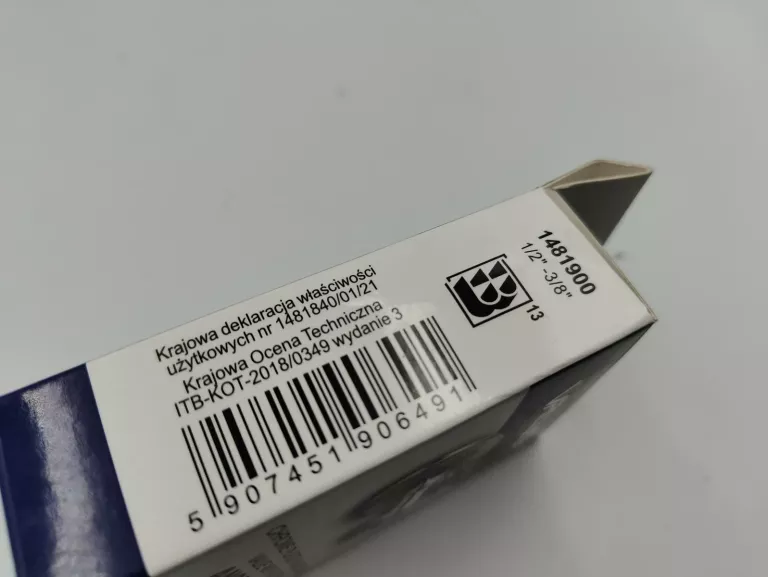 Krajowa deklaracja właściwości
użytkowych nr 1481840/01/21
Krajowa Ocena Techniczna
ITB-KOT-2018/0349 wydanie 3
5 907451 906491
B
13
1481900
1/2" -3/8"